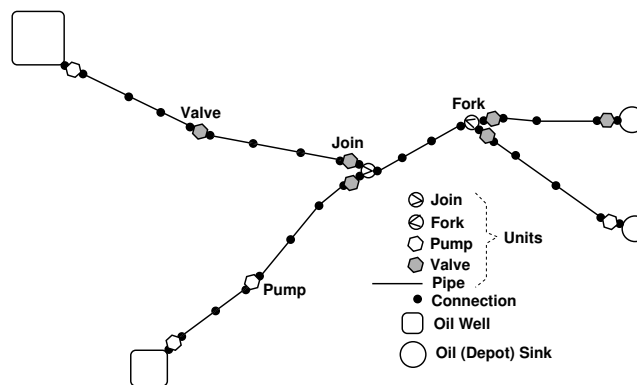 Valve
Join
Fork
Pump
Join
Fork
Pump
Valve
Units
Pipe
Connection
Oil Well
Oil (Depot) Sink